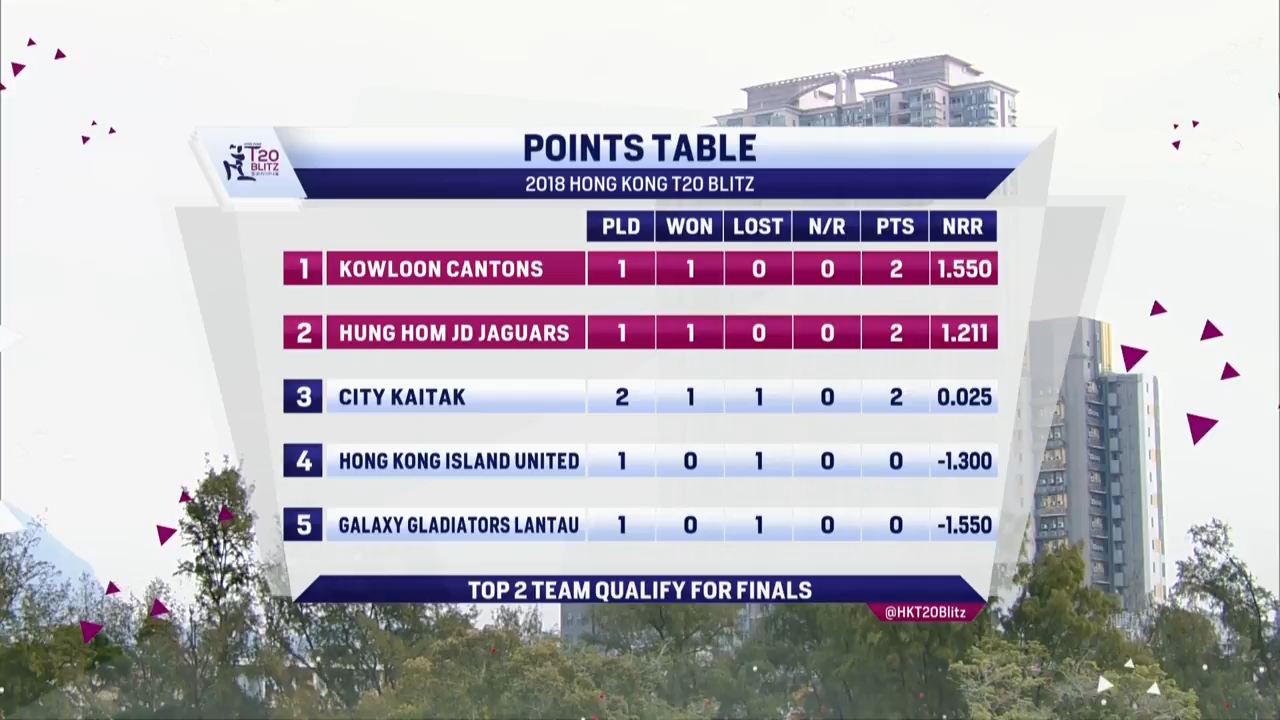 T20
BLITZ
POINTS TABLE
2018 HONG KONG T20 BLITZ
PLD WON LOST N/R PTS NRR
1 KOWLOON CANTONS 1 1 0 0 2 1.550
2 HUNG HOM JD JAGUARS 1 1 0 0 2 1.211
3 CITY KAITAK 2 1 1 0 2 0.025
4 HONG KONG ISLAND UNITED 1 0 1 0 0 -1.300
5 GALAXY GLADIATORS LANTAU 1 0 1 0 0 -1.550
TOP 2 TEAM QUALIFY FOR FINALS
@HKT20Blitz